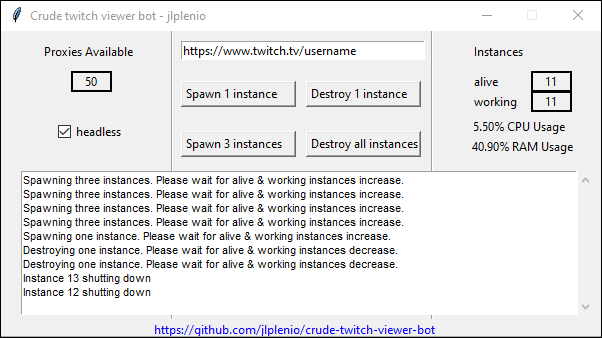 Crude twitch viewer bot - jlplenio
Proxies Available
50
headless
https://www.twitch.tv/username
Spawn 1 instance
Destroy 1 instance
Spawn 3 instances
Destroy all instances
Instances
alive 11
working 11
5.50% CPU Usage
40.90% RAM Usage
Spawning three instances. Please wait for alive & working instances increase.
Spawning three instances. Please wait for alive & working instances increase.
Spawning three instances. Please wait for alive & working instances increase.
Spawning three instances. Please wait for alive & working instances increase.
Spawning one instance. Please wait for alive & working instances increase.
Destroying one instance. Please wait for alive & working instances decrease.
Destroying one instance. Please wait for alive & working instances decrease.
Instance 13 shutting down
Instance 12 shutting down
https://github.com/jlplenio/crude-twitch-viewer-bot